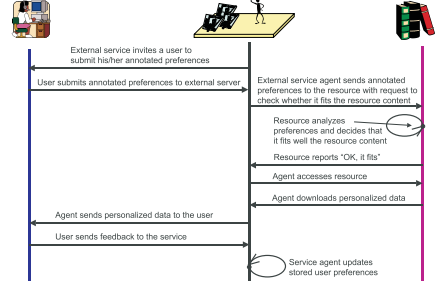 External service invites a user to
submit his/her annotated preferences
User submits annotated preferences to external server
External service agent sends annotated
preferences to the resource with request to
check whether it fits the resource content
Resource analyzes
preferences and decides that
it fits well the resource content
Resource reports “OK, it fits”
Agent accesses resource
Agent downloads personalized data
Agent sends personalized data to the user
User sends feedback to the service
Service agent updates
stored user preferences